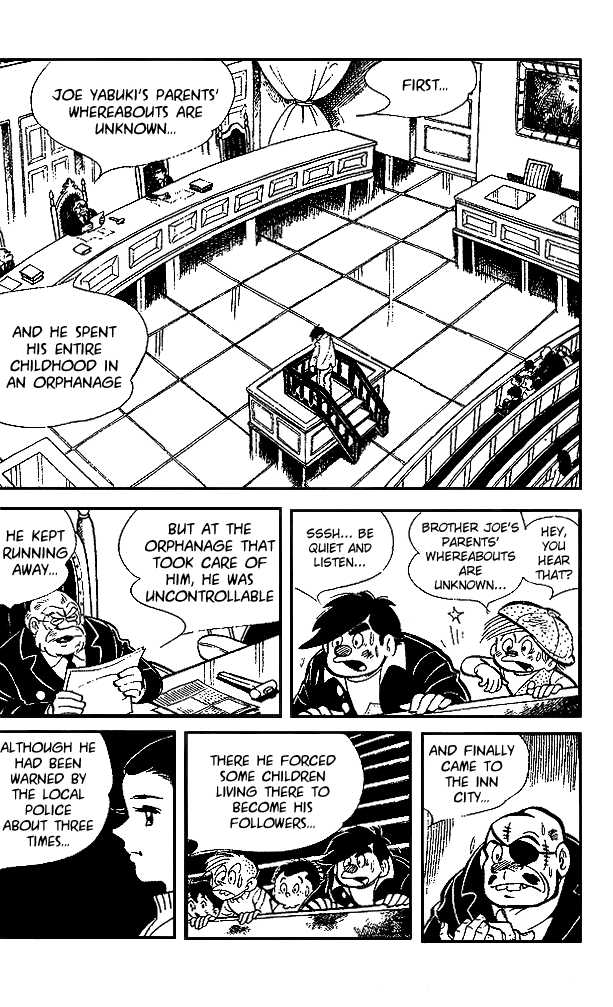 FIRST...
JOE YABUKI'S PARENTS'
WHEREABOUTS ARE
UNKNOWN...
AND HE SPENT
HIS ENTIRE
CHILDHOOD IN
AN ORPHANAGE
BUT AT THE
ORPHANAGE THAT
TOOK CARE OF
HIM, HE WAS
UNCONTROLLABLE
HE KEPT
RUNNING
AWAY...
HEY,
YOU
HEAR
THAT?
BROTHER JOE'S
PARENTS'
WHEREABOUTS
ARE
UNKNOWN...
SSSH... BE
QUIET AND
LISTEN...
ALTHOUGH HE
HAD BEEN
WARNED BY
THE LOCAL
POLICE
ABOUT THREE
TIMES...
THERE HE FORCED
SOME CHILDREN
LIVING THERE TO
BECOME HIS
FOLLOWERS...
AND FINALLY
CAME TO
THE INN
CITY...